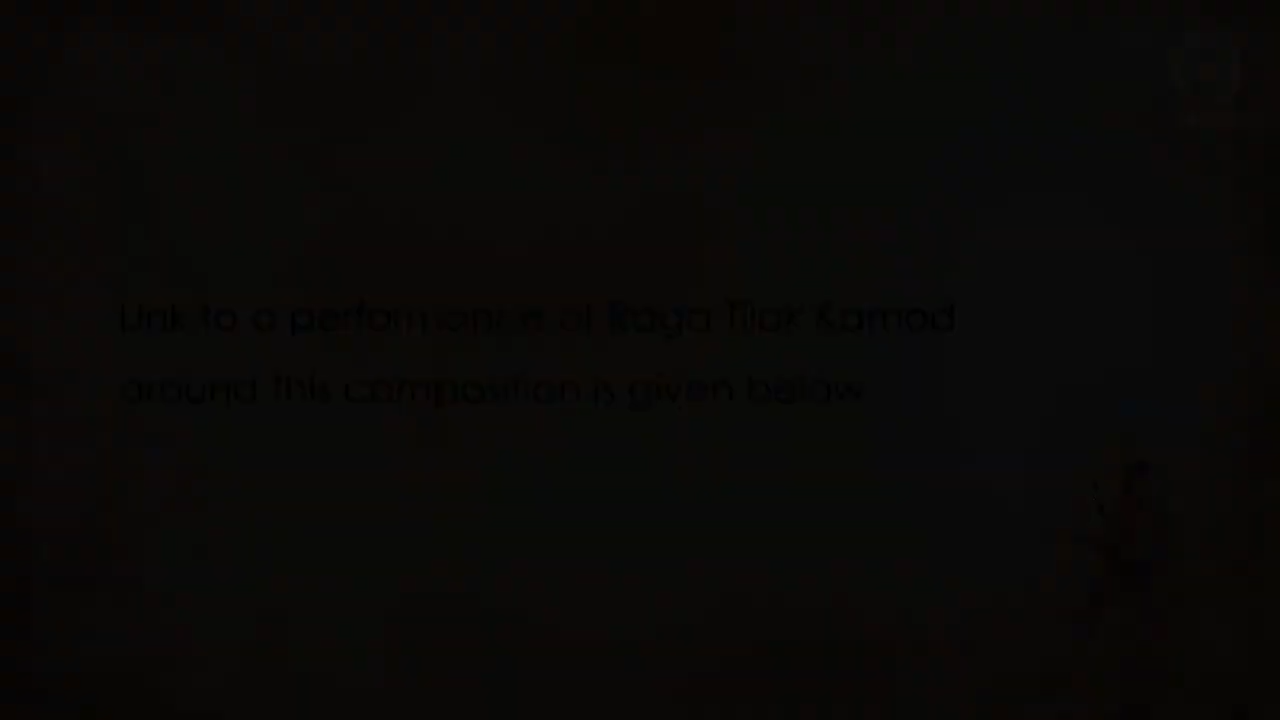 Link to a performance of Raga Tilak Kamod
around this composition is given below